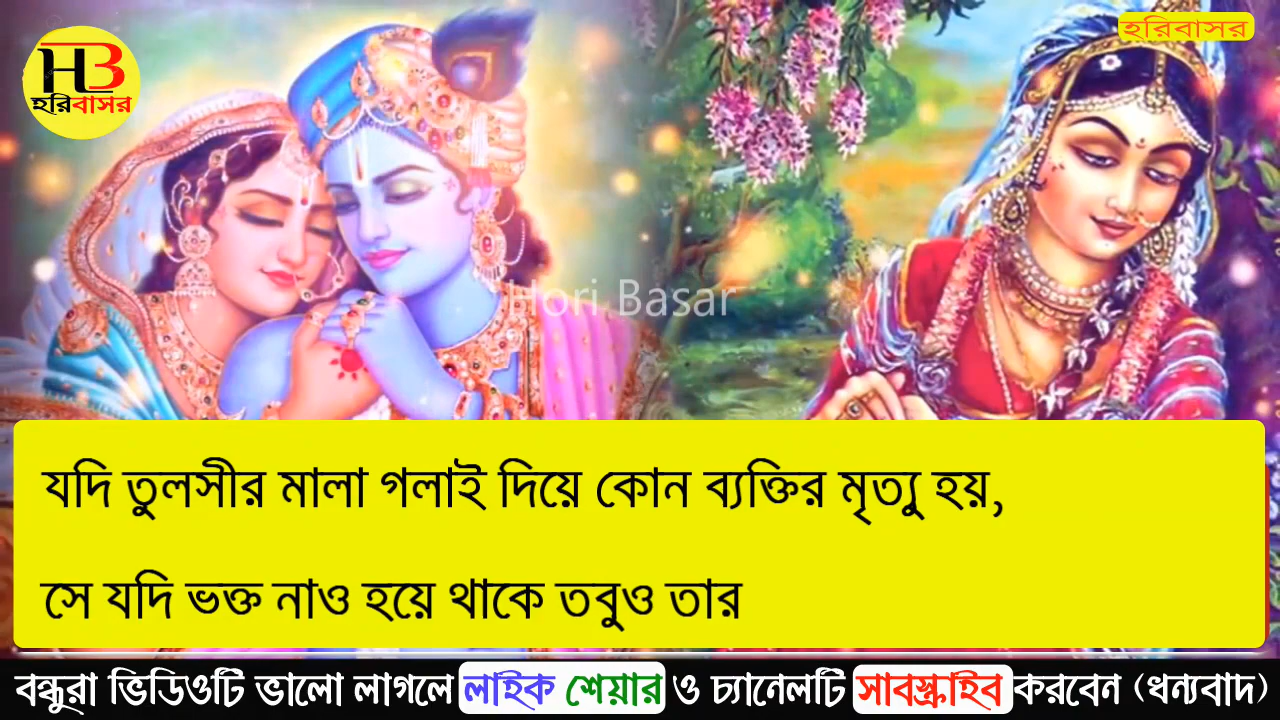 HB
হরিবাসর
হরিবাসর
Hori Basar
যদি তুলসীর মালা গলাই দিয়ে কোন ব্যক্তির মৃত্যু হয়,
সে যদি ভক্ত নাও হয়ে থাকে তবুও তার
বন্ধুরা ভিডিওটি ভালো লাগলে লাইক শেয়ার ও চ্যানেলটি সাবস্ক্রাইব করবেন (ধন্যবাদ)